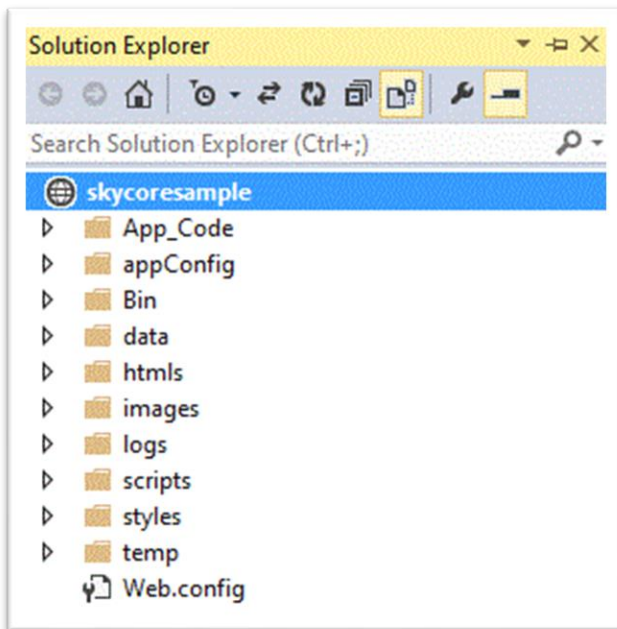 Solution Explorer
Search Solution Explorer (Ctrl+;)
skycoresample
App_Code
appConfig
Bin
data
htmls
images
logs
scripts
styles
temp
Web.config